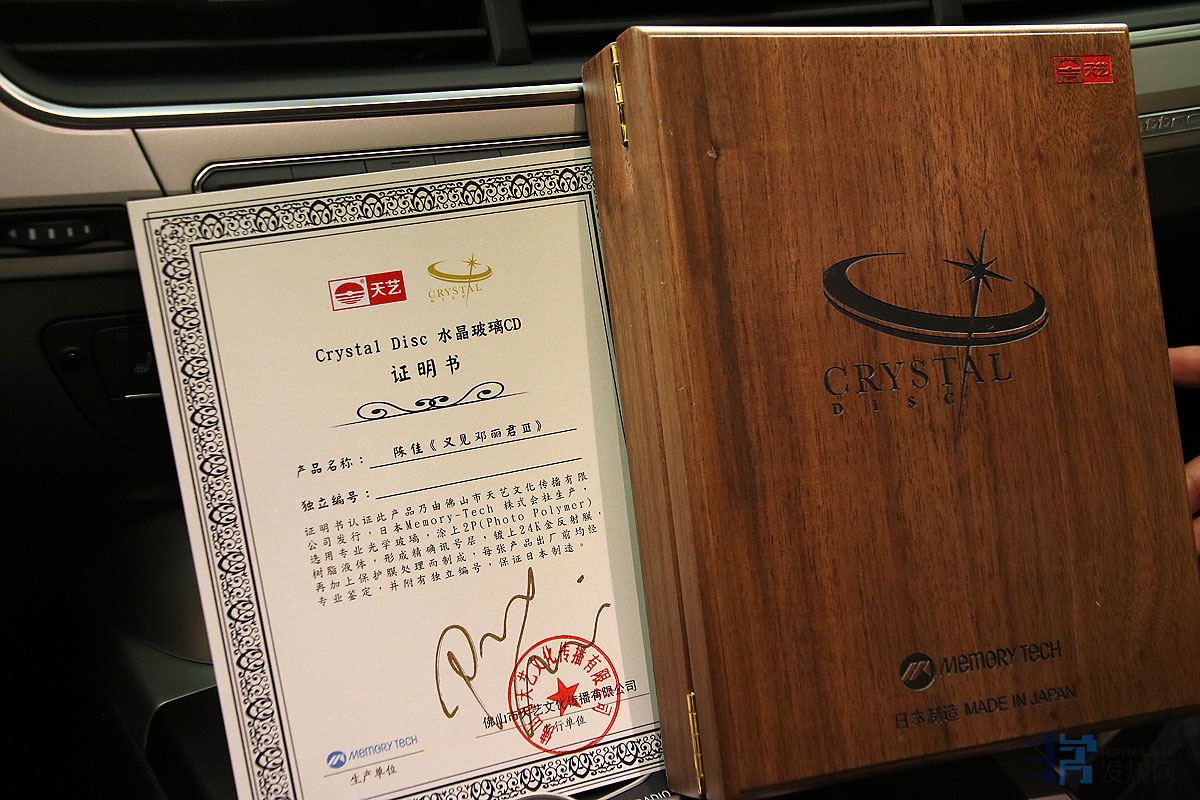 天艺
CRYSTAL
DISC
Crystal Disc 水晶玻璃CD
证明书
产品名称：陈佳《又见邓丽君Ⅲ》
独立编号：
证明书认证此产品乃由佛山市天艺文化传播有限
公司发行，日本Memory-Tech 株式会社生产，
选用专业光学玻璃，涂上2P(Photo Polymer)
树脂液体，形成精确讯号层，镀上24K金反射膜，
再加上保护膜处理而制成，每张产品出厂前均经
专业鉴定，并附有独立编号，保证日本制造。
佛山市天艺文化传播有限公司
发行单位
MEMORY TECH
生产单位
天艺
CRYSTAL
DISC
MEMORY TECH
日本制造 MADE IN JAPAN
HIFI168.com
发烧网
RADIO